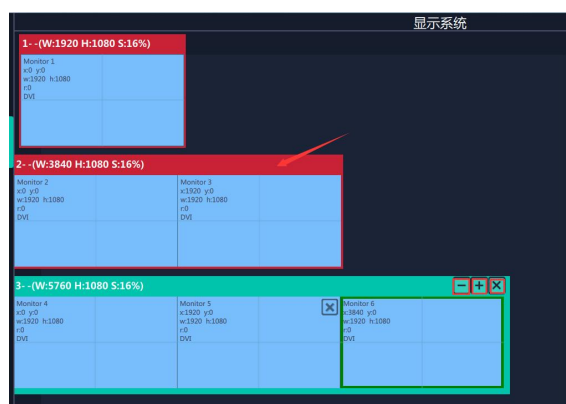 显示系统
1- -(W:1920 H:1080 S:16%)
Monitor 1
x:0 y:0
w:1920 h:1080
r:0
DVI
2- -(W:3840 H:1080 S:16%)
Monitor 2
x:0 y:0
w:1920 h:1080
r:0
DVI
Monitor 3
x:1920 y:0
w:1920 h:1080
r:0
DVI
3- -(W:5760 H:1080 S:16%)
Monitor 4
x:0 y:0
w:1920 h:1080
r:0
DVI
Monitor 5
x:1920 y:0
w:1920 h:1080
r:0
DVI
Monitor 6
x:3840 y:0
w:1920 h:1080
r:0
DVI